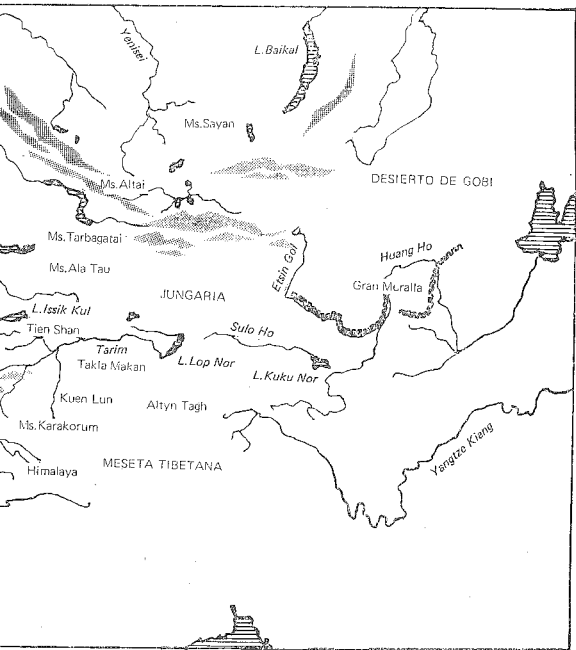 Yenisei
L.Baikal
Ms.Sayan
Ms.Altai
DESIERTO DE GOBI
Ms.Tarbagatai
Huang Ho
Etsin Gol
Ms.Ala Tau
Gran Muralla
JUNGARIA
L.Issik Kul
Tien Shan
Sulo Ho
Tarim
Takla Makan
L.Lop Nor
L.Kuku Nor
Kuen Lun
Altyn Tagh
Ms.Karakorum
Yangtze Kiang
Himalaya
MESETA TIBETANA